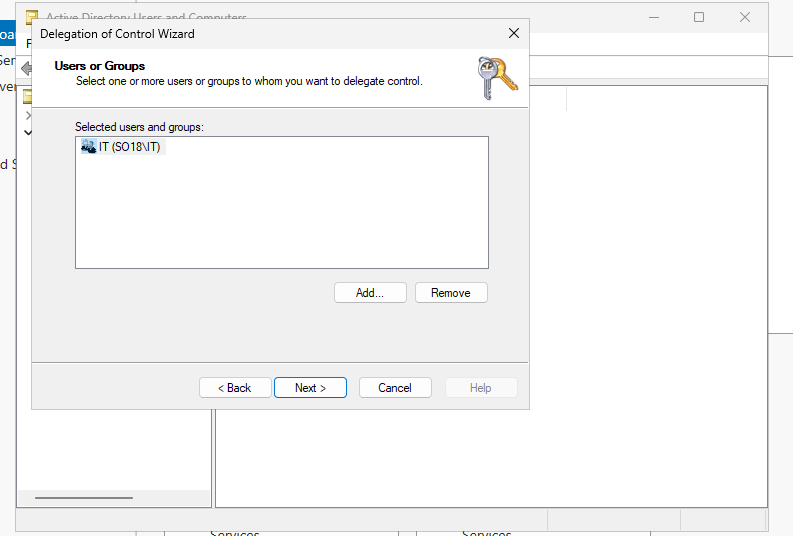 Active Directory Users and Computers
Delegation of Control Wizard
Users or Groups
Select one or more users or groups to whom you want to delegate control.
Selected users and groups:
IT (SO18\IT)
Add...
Remove
< Back
Next >
Cancel
Help
Services
Services